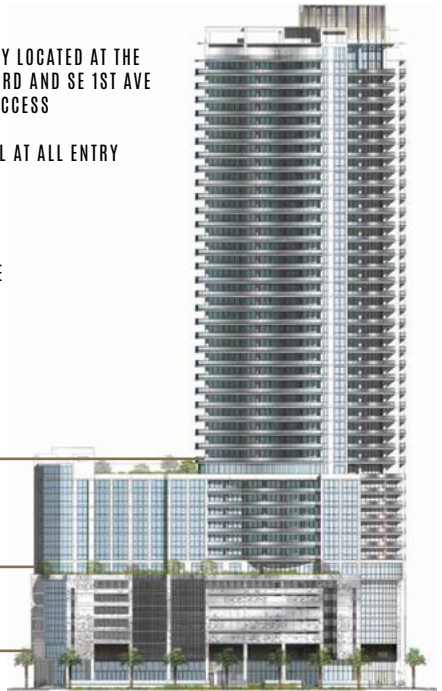 Y LOCATED AT THE
RD AND SE 1ST AVE
CCESS
L AT ALL ENTRY
E